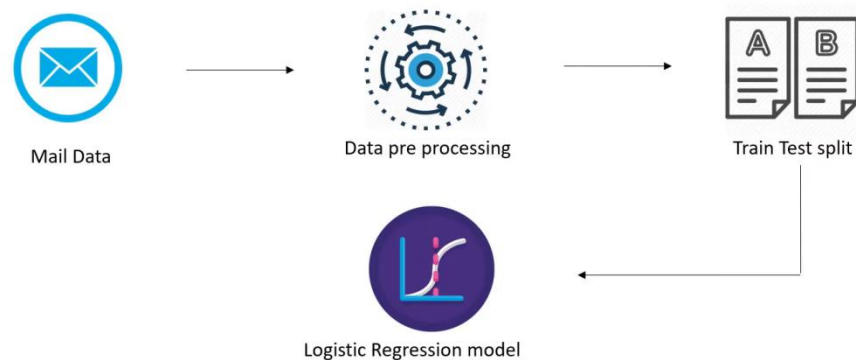 A B
Mail Data
Data pre processing
Train Test split
Logistic Regression model